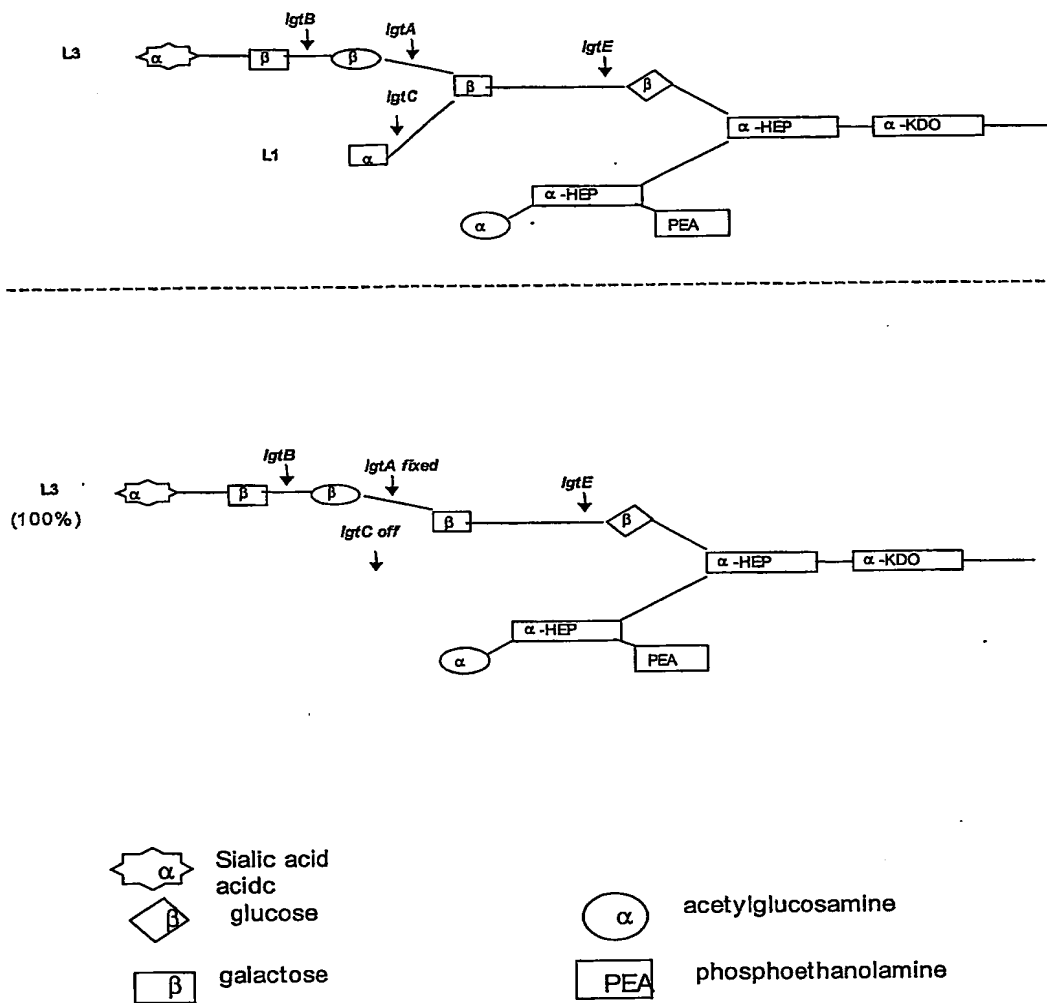 lgtB
lgtA
lgtE
L3
α
β
β
β
β
lgtC
α -HEP
α -KDO
L1
α
α -HEP
α
PEA
lgtB
lgtA fixed
lgtE
L3
(100%)
α
β
β
β
β
lgtC off
α -HEP
α -KDO
α -HEP
α
PEA
α
Sialic acid
acidc
β
glucose
α
acetylglucosamine
β
galactose
PEA
phosphoethanolamine